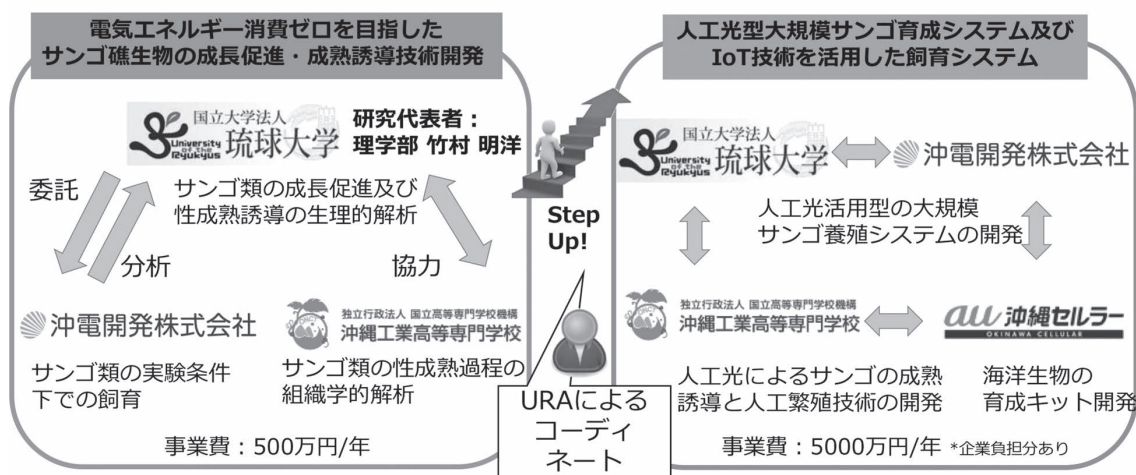 電気エネルギー消費ゼロを目指した
サンゴ礁生物の成長促進・成熟誘導技術開発
国立大学法人
琉球大学
University
of the
Ryukyus
研究代表者：
理学部 竹村 明洋
委託
サンゴ類の成長促進及び
性成熟誘導の生理的解析
分析
協力
沖電開発株式会社
独立行政法人 国立高等専門学校機構
沖縄工業高等専門学校
サンゴ類の実験条件
下での飼育
サンゴ類の性成熟過程の
組織学的解析
事業費：500万円/年
Step
Up!
URAによる
コーディ
ネート
人工光型大規模サンゴ育成システム及び
IoT技術を活用した飼育システム
国立大学法人
琉球大学
University
of the
Ryukyus
沖電開発株式会社
人工光活用型の大規模
サンゴ養殖システムの開発
独立行政法人 国立高等専門学校機構
沖縄工業高等専門学校
au 沖縄セルラー
OKINAWA CELLULAR
人工光によるサンゴの成熟
誘導と人工繁殖技術の開発
海洋生物の
育成キット開発
事業費：5000万円/年 *企業負担分あり